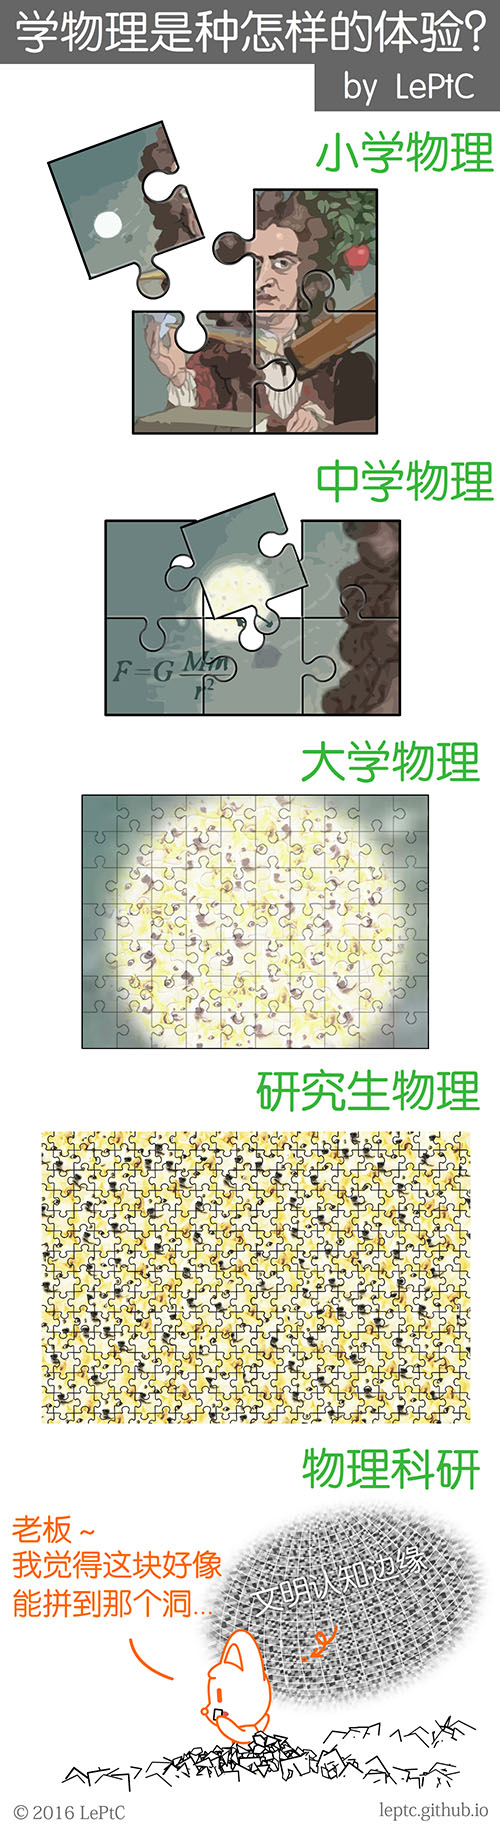 学物理是种怎样的体验?
by LePtC
小学物理
中学物理
F=G Mm/r²
大学物理
研究生物理
物理科研
老板~
我觉得这块好像
能拼到那个洞...
文明认知边缘
© 2016 LePtC
leptc.github.io